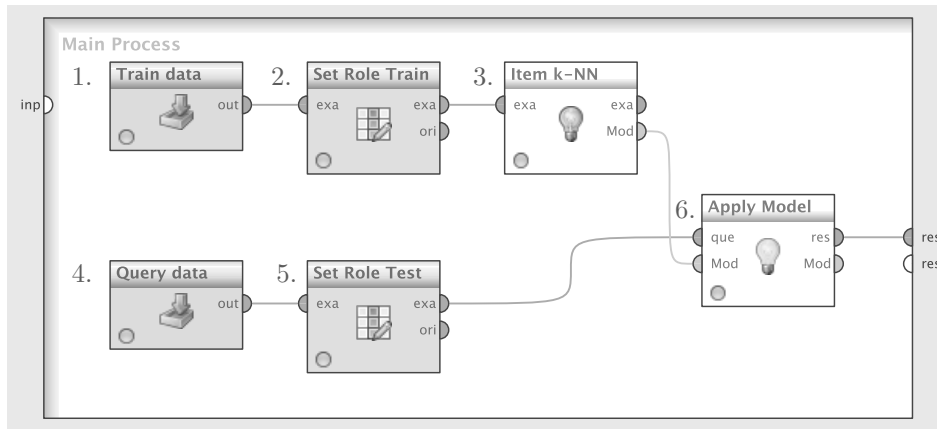 Main Process
1. Train data
2. Set Role Train
3. Item k-NN
inp
out
exa
exa
exa
exa
ori
Mod
6. Apply Model
que
res
res
Mod
Mod
res
4. Query data
5. Set Role Test
out
exa
exa
ori